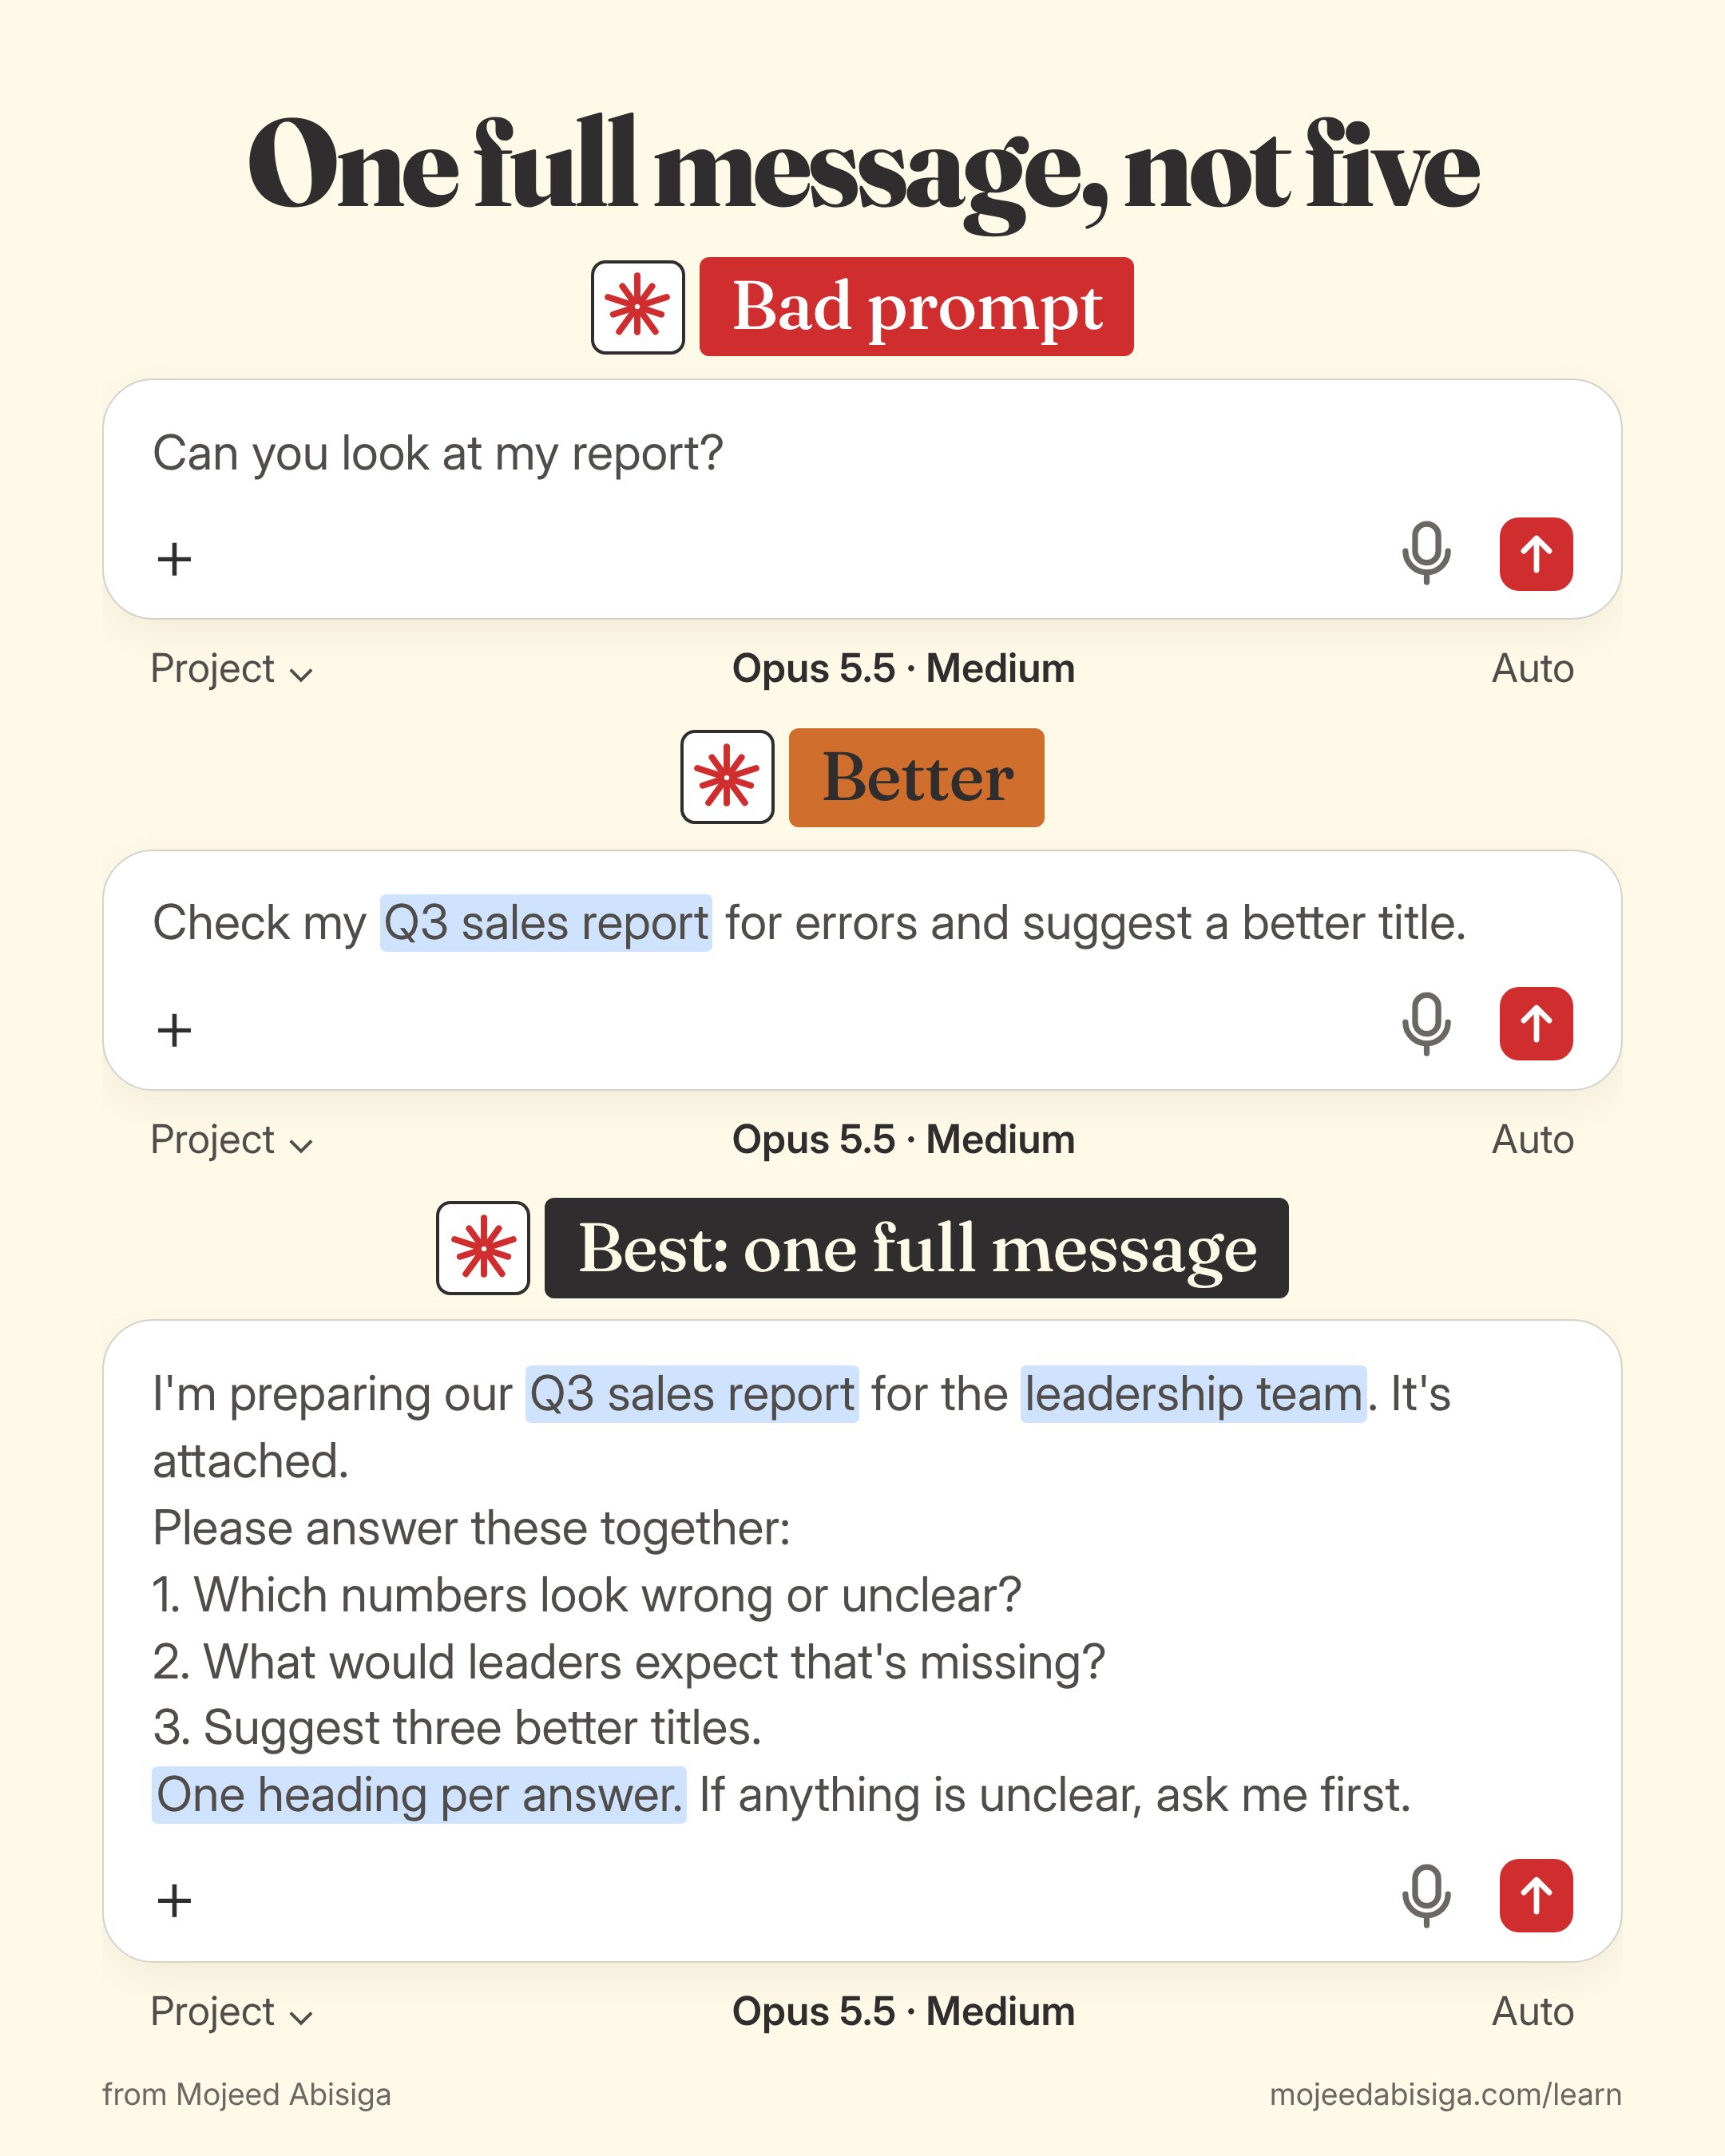 One full message, not five
Bad prompt
Can you look at my report?
Project
Opus 5.5 · Medium
Auto
Better
Check my Q3 sales report for errors and suggest a better title.
Project
Opus 5.5 · Medium
Auto
Best: one full message
I'm preparing our Q3 sales report for the leadership team. It's
attached.
Please answer these together:
1. Which numbers look wrong or unclear?
2. What would leaders expect that's missing?
3. Suggest three better titles.
One heading per answer. If anything is unclear, ask me first.
Project
Opus 5.5 · Medium
Auto
from Mojeed Abisiga
mojeedabisiga.com/learn